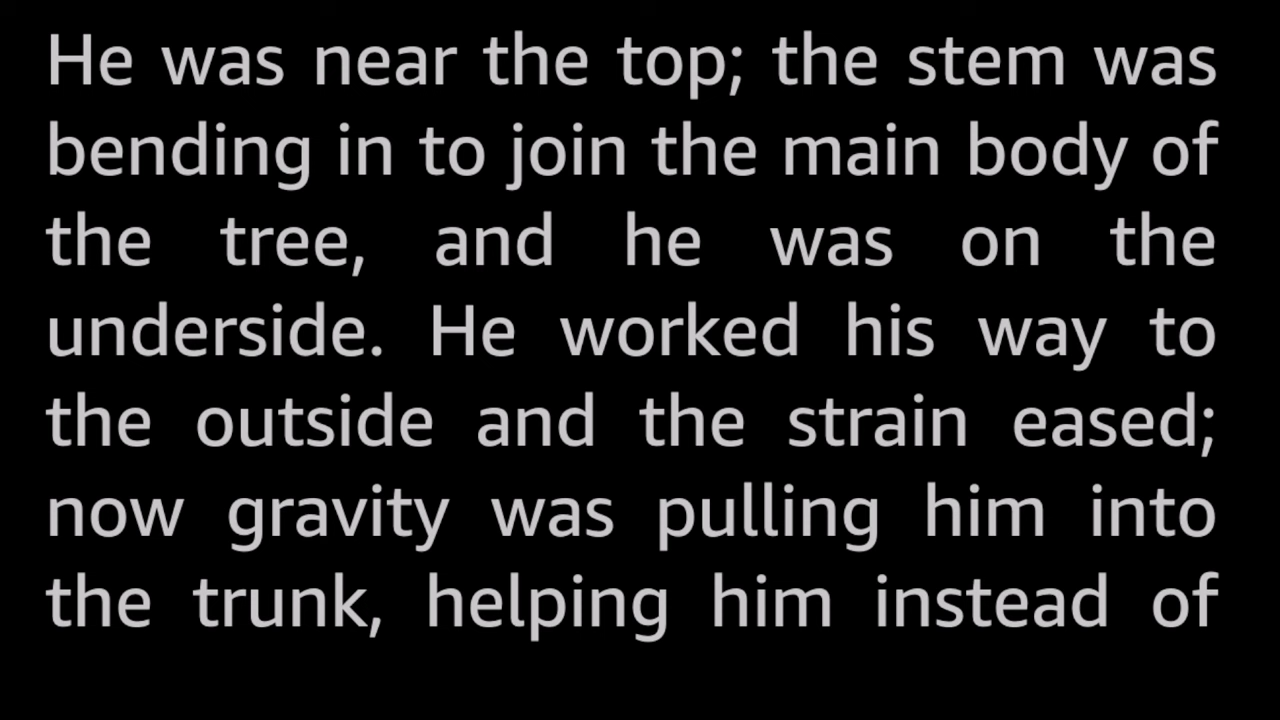 He was near the top; the stem was
bending in to join the main body of
the tree, and he was on the
underside. He worked his way to
the outside and the strain eased;
now gravity was pulling him into
the trunk, helping him instead of